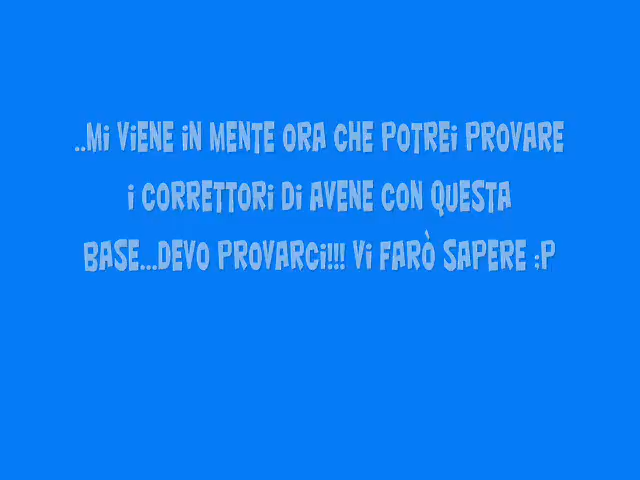 ..Mi viene in mente ora che potrei provare
i correttori di Avene con questa
base...devo provarci!!! Vi farò sapere :P